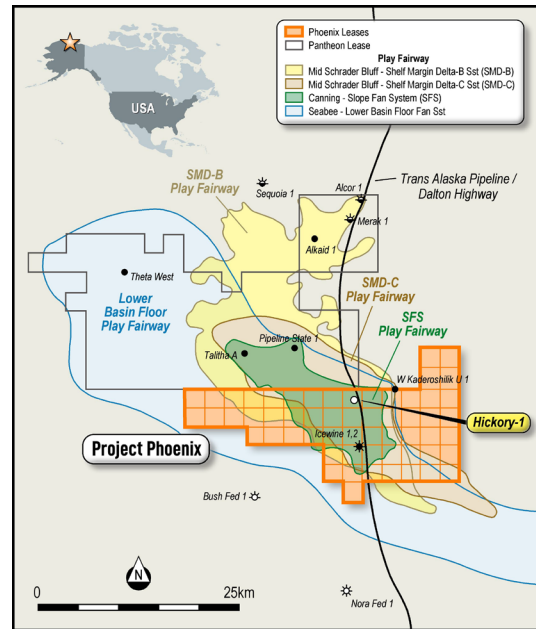 Phoenix Leases
Pantheon Lease
Play Fairway
Mid Schrader Bluff - Shelf Margin Delta-B Sst (SMD-B)
Mid Schrader Bluff - Shelf Margin Delta-C Sst (SMD-C)
Canning - Slope Fan System (SFS)
Seabee - Lower Basin Floor Fan Sst
USA
SMD-B
Play Fairway
Sequoia 1
Alcor 1
Trans Alaska Pipeline /
Dalton Highway
Merak 1
Alkaid 1
Theta West
SMD-C
Play Fairway
Lower
Basin Floor
Play Fairway
SFS
Play Fairway
Pipeline State 1
Talitha A
W Kaderoshilik U 1
Hickory-1
Project Phoenix
Icewine 1,2
Bush Fed 1
N
0
25km
Nora Fed 1